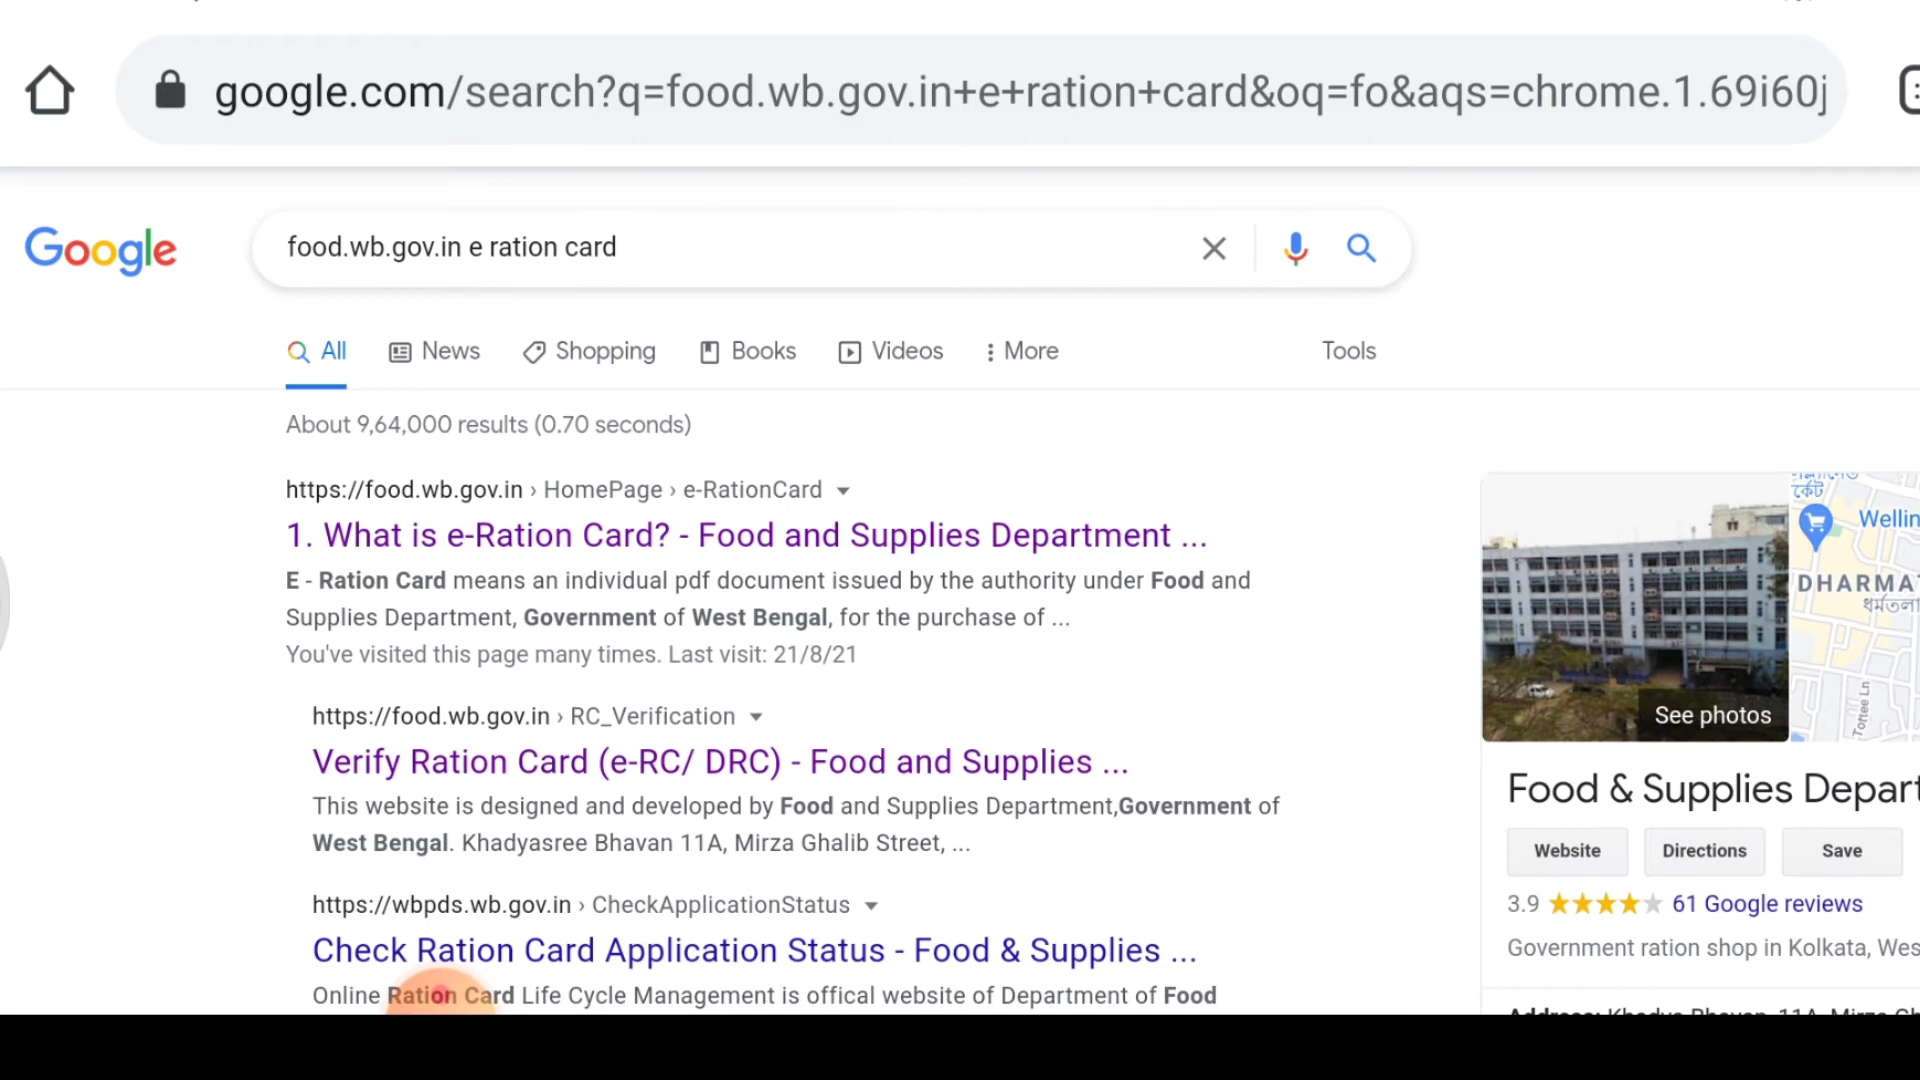 google.com/search?q=food.wb.gov.in+e+ration+card&oq=fo&aqs=chrome.1.69i60j
Google
food.wb.gov.in e ration card
All News Shopping Books Videos More Tools
About 9,64,000 results (0.70 seconds)
https://food.wb.gov.in › HomePage › e-RationCard
1. What is e-Ration Card? - Food and Supplies Department ...
E - Ration Card means an individual pdf document issued by the authority under Food and
Supplies Department, Government of West Bengal, for the purchase of ...
You've visited this page many times. Last visit: 21/8/21
https://food.wb.gov.in › RC_Verification
Verify Ration Card (e-RC/ DRC) - Food and Supplies ...
This website is designed and developed by Food and Supplies Department,Government of
West Bengal. Khadyasree Bhavan 11A, Mirza Ghalib Street, ...
https://wbpds.wb.gov.in › CheckApplicationStatus
Check Ration Card Application Status - Food & Supplies ...
Online Ration Card Life Cycle Management is offical website of Department of Food
র্কেট
Wellin
DHARMA
ধর্মতলা
Tottee Ln
See photos
Food & Supplies Depart
Website Directions Save
3.9 61 Google reviews
Government ration shop in Kolkata, Wes